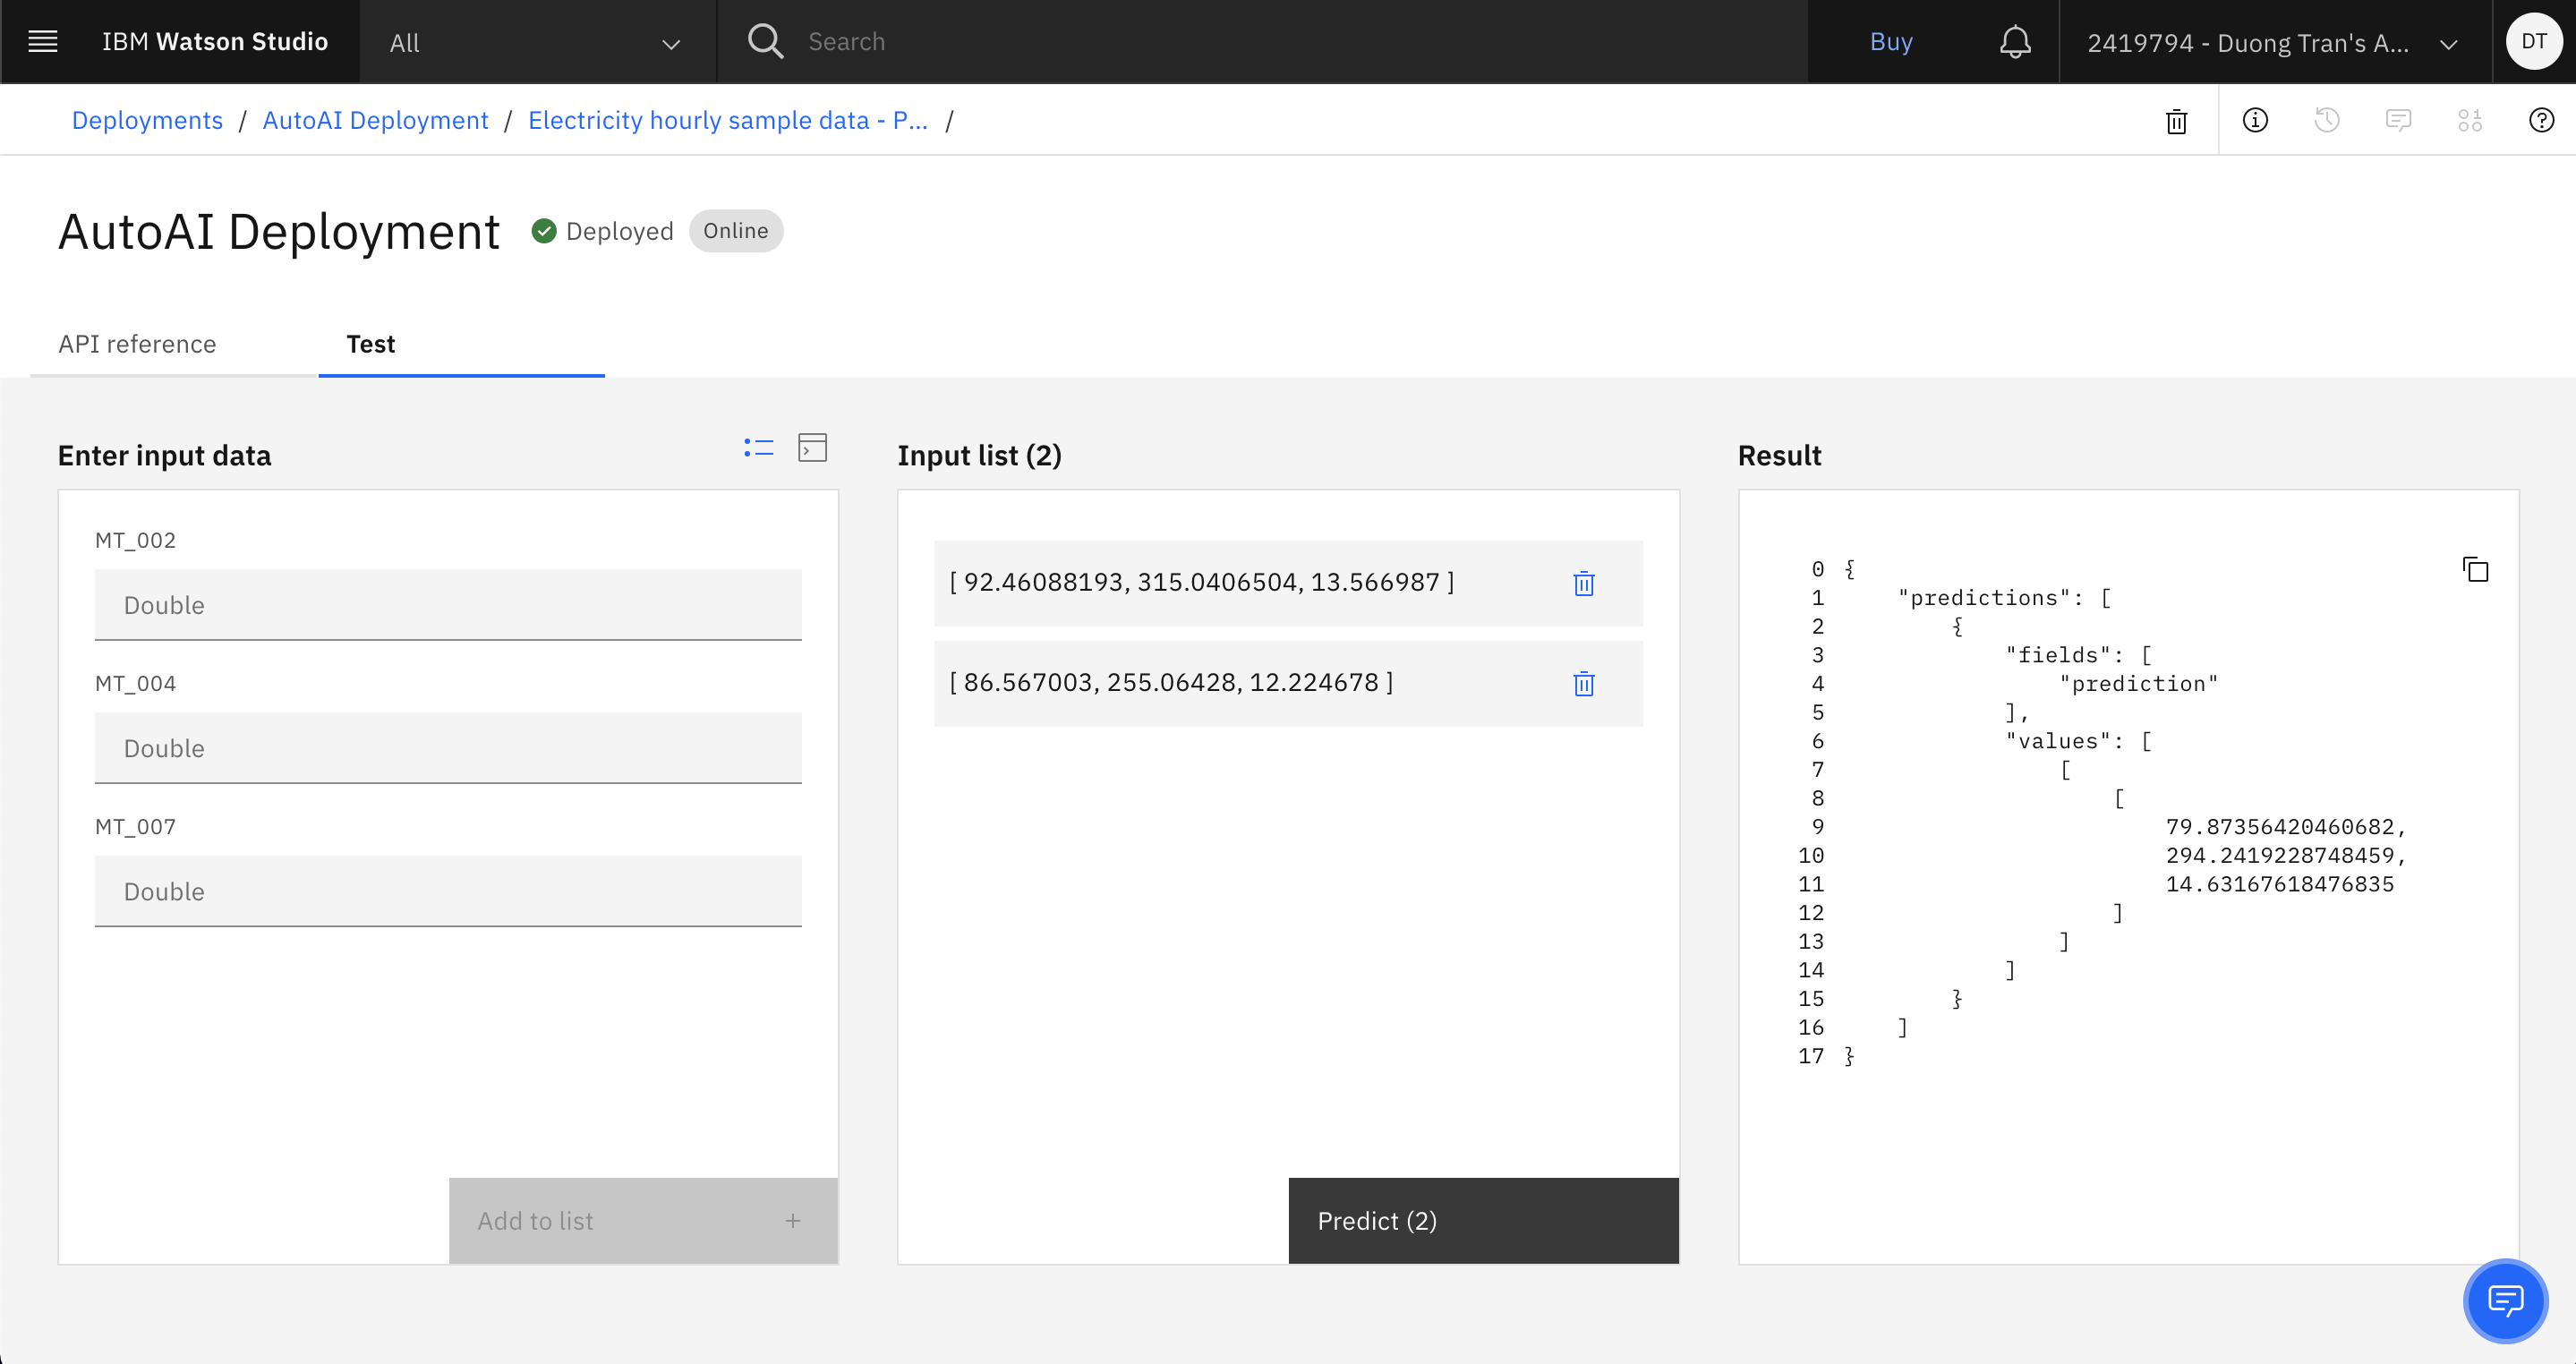 IBM Watson Studio
All
Search
Buy
2419794 - Duong Tran's A...
DT
Deployments / AutoAI Deployment / Electricity hourly sample data - P... /
AutoAI Deployment
Deployed
Online
API reference
Test
Enter input data
MT_002
Double
MT_004
Double
MT_007
Double
Add to list +
Input list (2)
[ 92.46088193, 315.0406504, 13.566987 ]
[ 86.567003, 255.06428, 12.224678 ]
Predict (2)
Result
0 {
1 "predictions": [
2 {
3 "fields": [
4 "prediction"
5 ],
6 "values": [
7 [
8 [
9 79.87356420460682,
10 294.2419228748459,
11 14.63167618476835
12 ]
13 ]
14 ]
15 }
16 ]
17 }